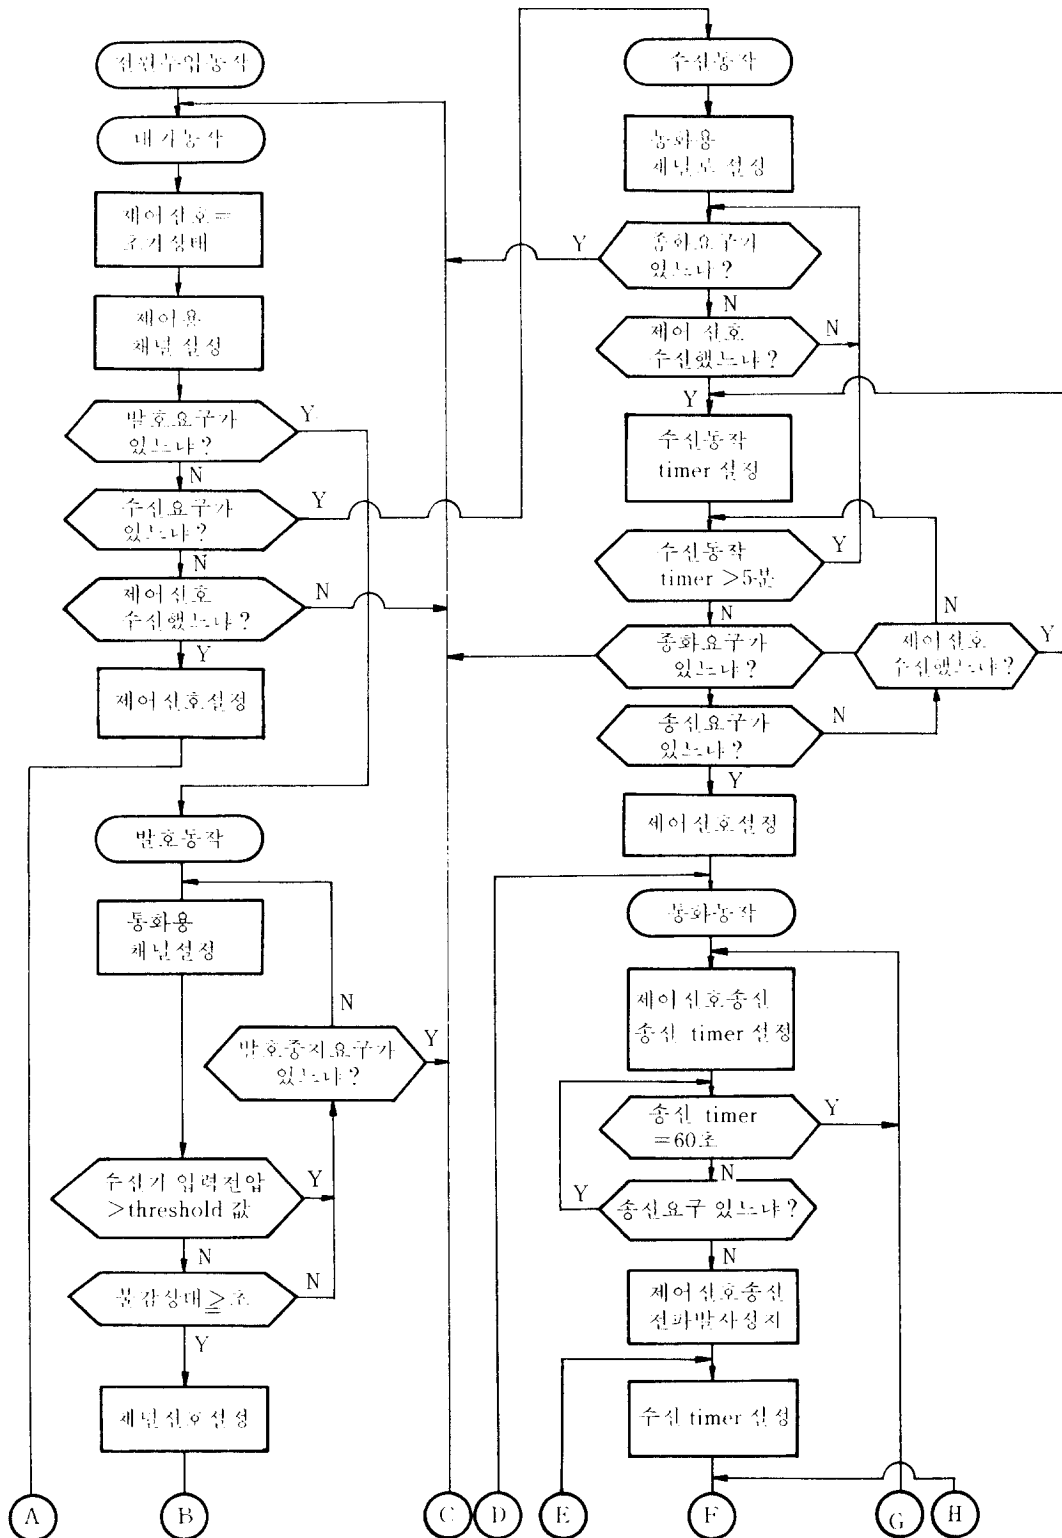 전원투입동작
대기동작
제어신호=
초기상태
제어용
채널설정
발호요구가
있느냐?
Y
N
수신요구가
있느냐?
Y
N
제어신호
수신했느냐?
N
Y
제어신호설정
발호동작
통화용
채널설정
N
발호중지요구가
있느냐?
Y
수신기 입력전압
>threshold 값
Y
N
불감상태≧초
N
Y
채널신호설정
A
B
C
D
수신동작
통화용
채널로 설정
종화요구가
있느냐?
Y
N
제어 신호
수신했느냐?
N
Y
수신동작
timer 설정
수신동작
timer >5분
Y
N
종화요구가
있느냐?
제어신호
수신했느냐?
N
Y
송신요구가
있느냐?
N
Y
제어신호설정
통화동작
제어신호송신
송신 timer 설정
송신 timer
=60초
Y
N
송신요구 있느냐?
Y
N
제어신호송신
전파발사정지
수신 timer 설정
E
F
G
H